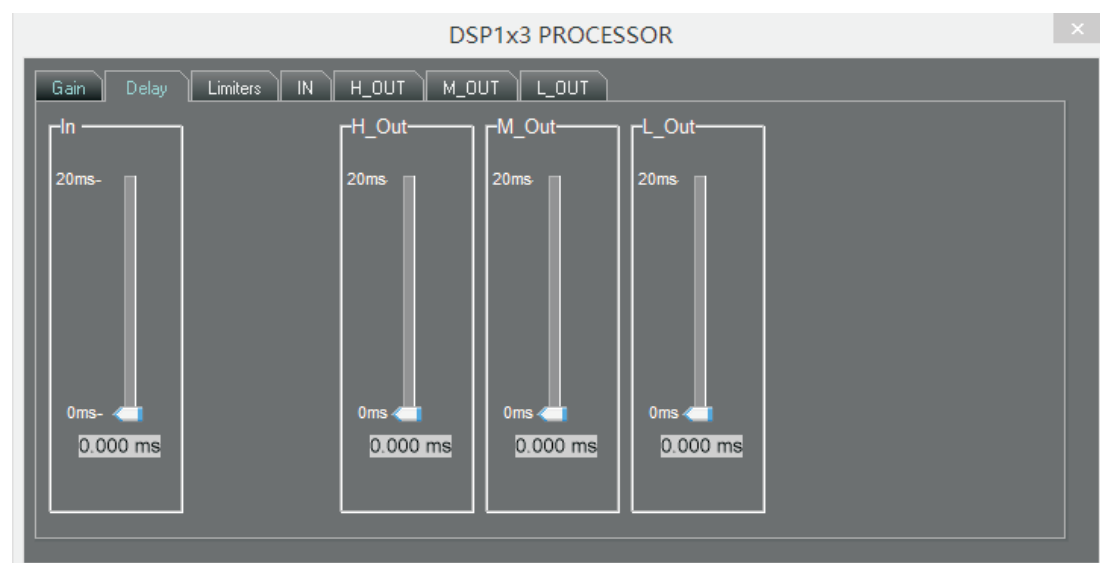 DSP1x3 PROCESSOR
×
Gain Delay Limiters IN H_OUT M_OUT L_OUT
In H_Out M_Out L_Out
20ms- 20ms- 20ms- 20ms-
0ms- 0ms- 0ms- 0ms-
0.000 ms 0.000 ms 0.000 ms 0.000 ms